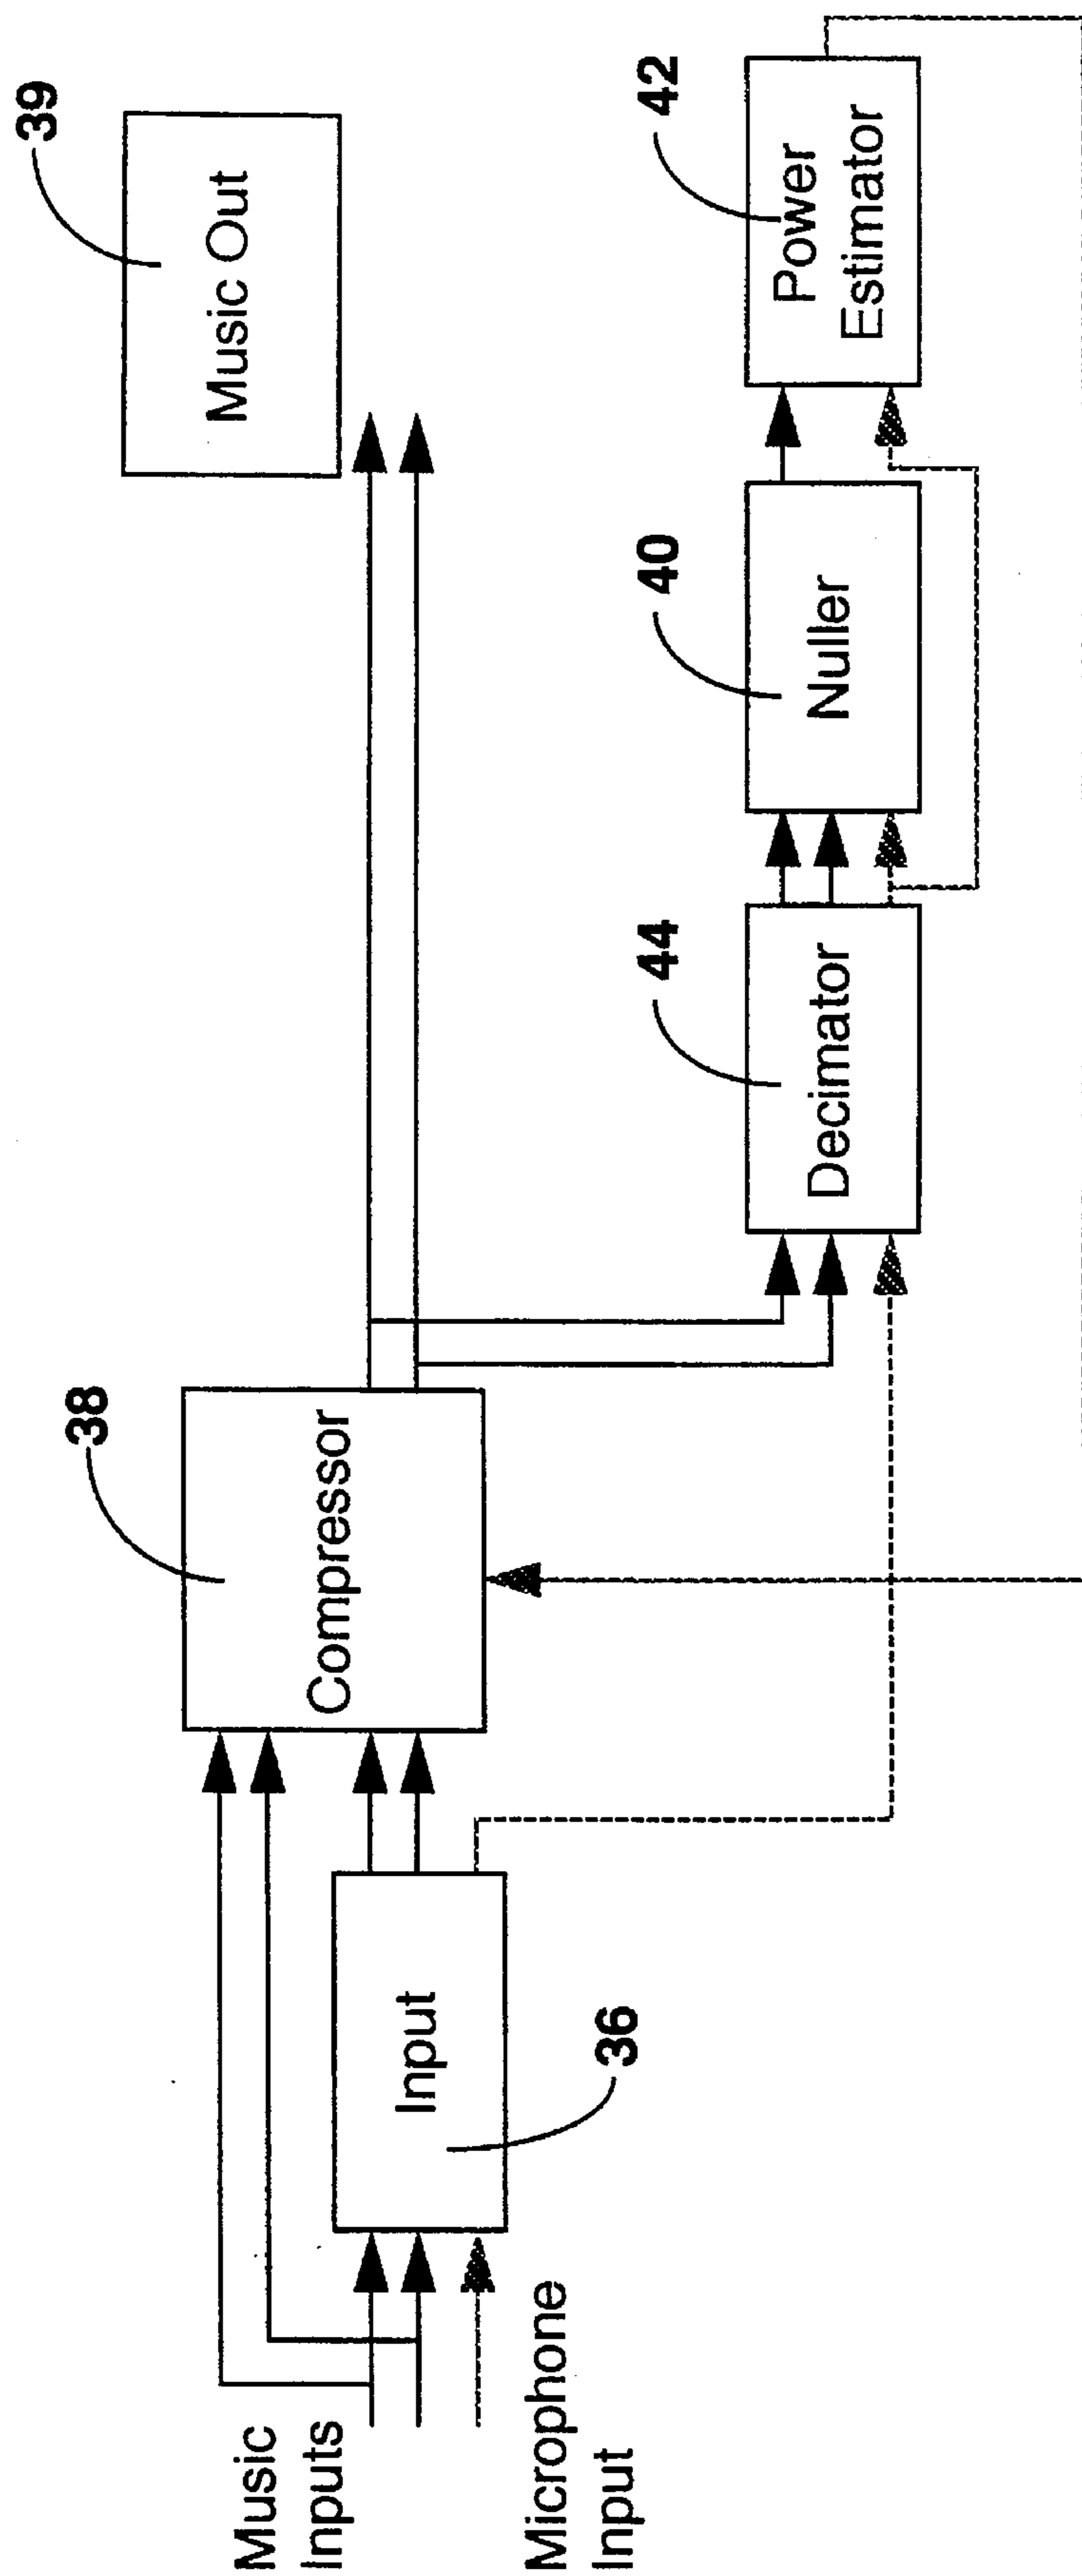 39
Music Out
38
Compressor
42
Power
Estimator
40
Nuller
44
Decimator
Input
36
Music
Inputs
Microphone
Input